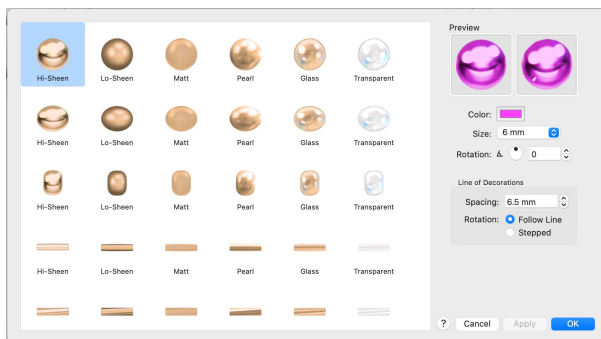 Preview
Hi-Sheen Lo-Sheen Matt Pearl Glass Transparent
Color:
Size: 6 mm
Hi-Sheen Lo-Sheen Matt Pearl Glass Transparent
Rotation: 0
Line of Decorations
Spacing: 6.5 mm
Hi-Sheen Lo-Sheen Matt Pearl Glass Transparent
Rotation: Follow Line
Stepped
Hi-Sheen Lo-Sheen Matt Pearl Glass Transparent
? Cancel Apply OK